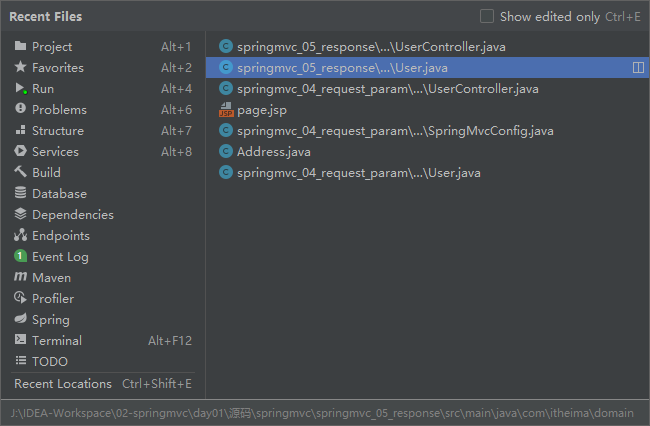 Recent Files
Show edited only Ctrl+E
Project Alt+1
Favorites Alt+2
Run Alt+4
Problems Alt+6
Structure Alt+7
Services Alt+8
Build
Database
Dependencies
Endpoints
1 Event Log
Maven
Profiler
Spring
Terminal Alt+F12
TODO
Recent Locations Ctrl+Shift+E
C springmvc_05_response\...\UserController.java
C springmvc_05_response\...\User.java
C springmvc_04_request_param\...\UserController.java
JSP page.jsp
C springmvc_04_request_param\...\SpringMvcConfig.java
C Address.java
C springmvc_04_request_param\...\User.java
J:\IDEA-Workspace\02-springmvc\day01\源码\springmvc\springmvc_05_response\src\main\java\com\itheima\domain